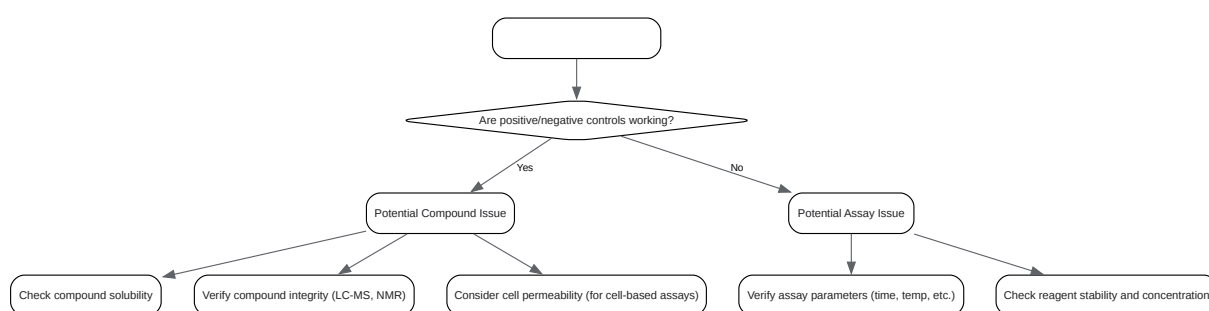 Are positive/negative controls working?
Yes
No
Potential Compound Issue
Potential Assay Issue
Check compound solubility
Verify compound integrity (LC-MS, NMR)
Consider cell permeability (for cell-based assays)
Verify assay parameters (time, temp, etc.)
Check reagent stability and concentration